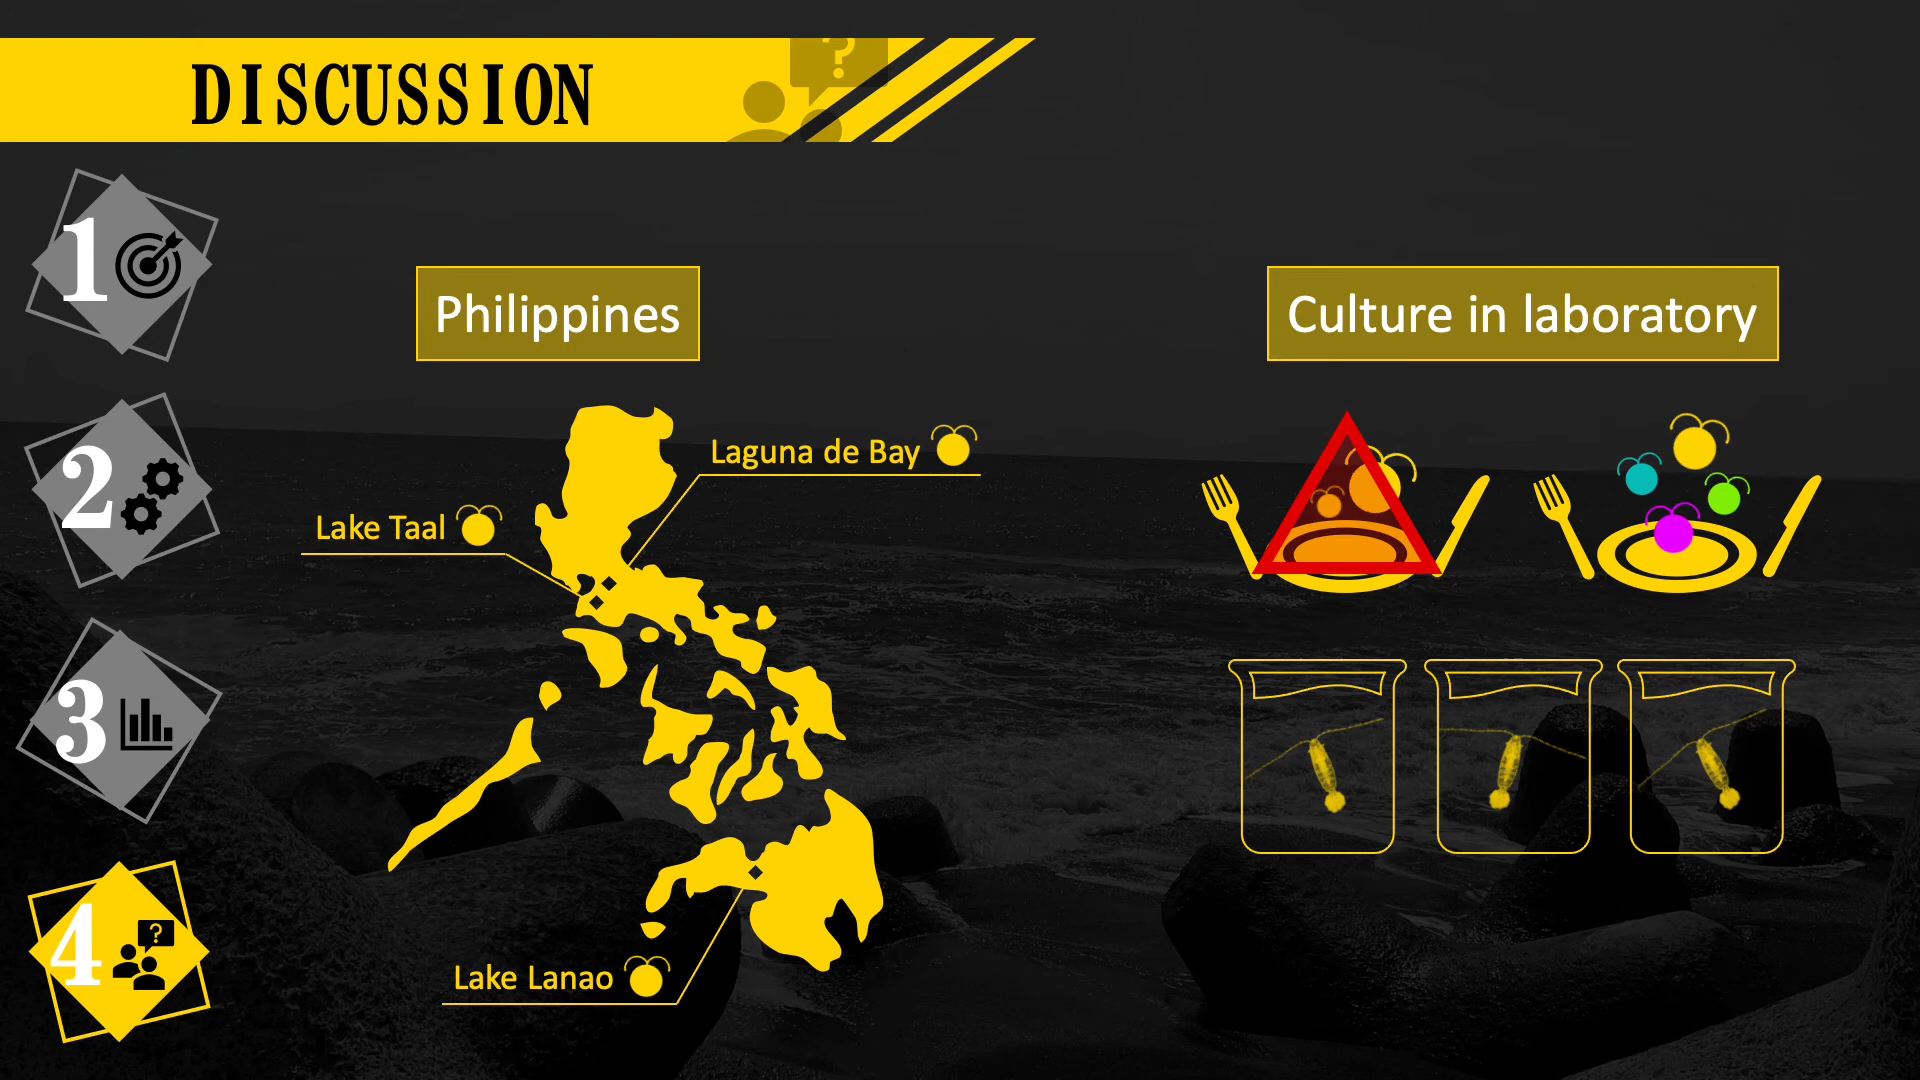 DISCUSSION
?
1
2
3
4
?
Philippines
Laguna de Bay
Lake Taal
Lake Lanao
Culture in laboratory